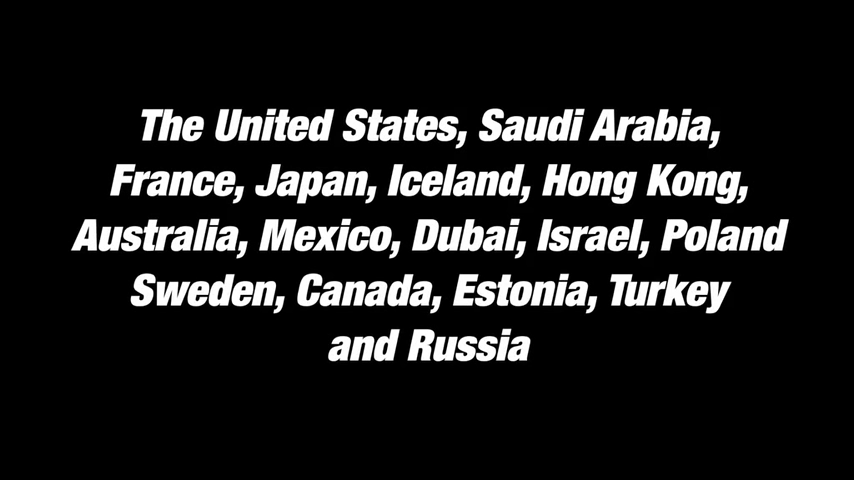 The United States, Saudi Arabia,
France, Japan, Iceland, Hong Kong,
Australia, Mexico, Dubai, Israel, Poland
Sweden, Canada, Estonia, Turkey
and Russia